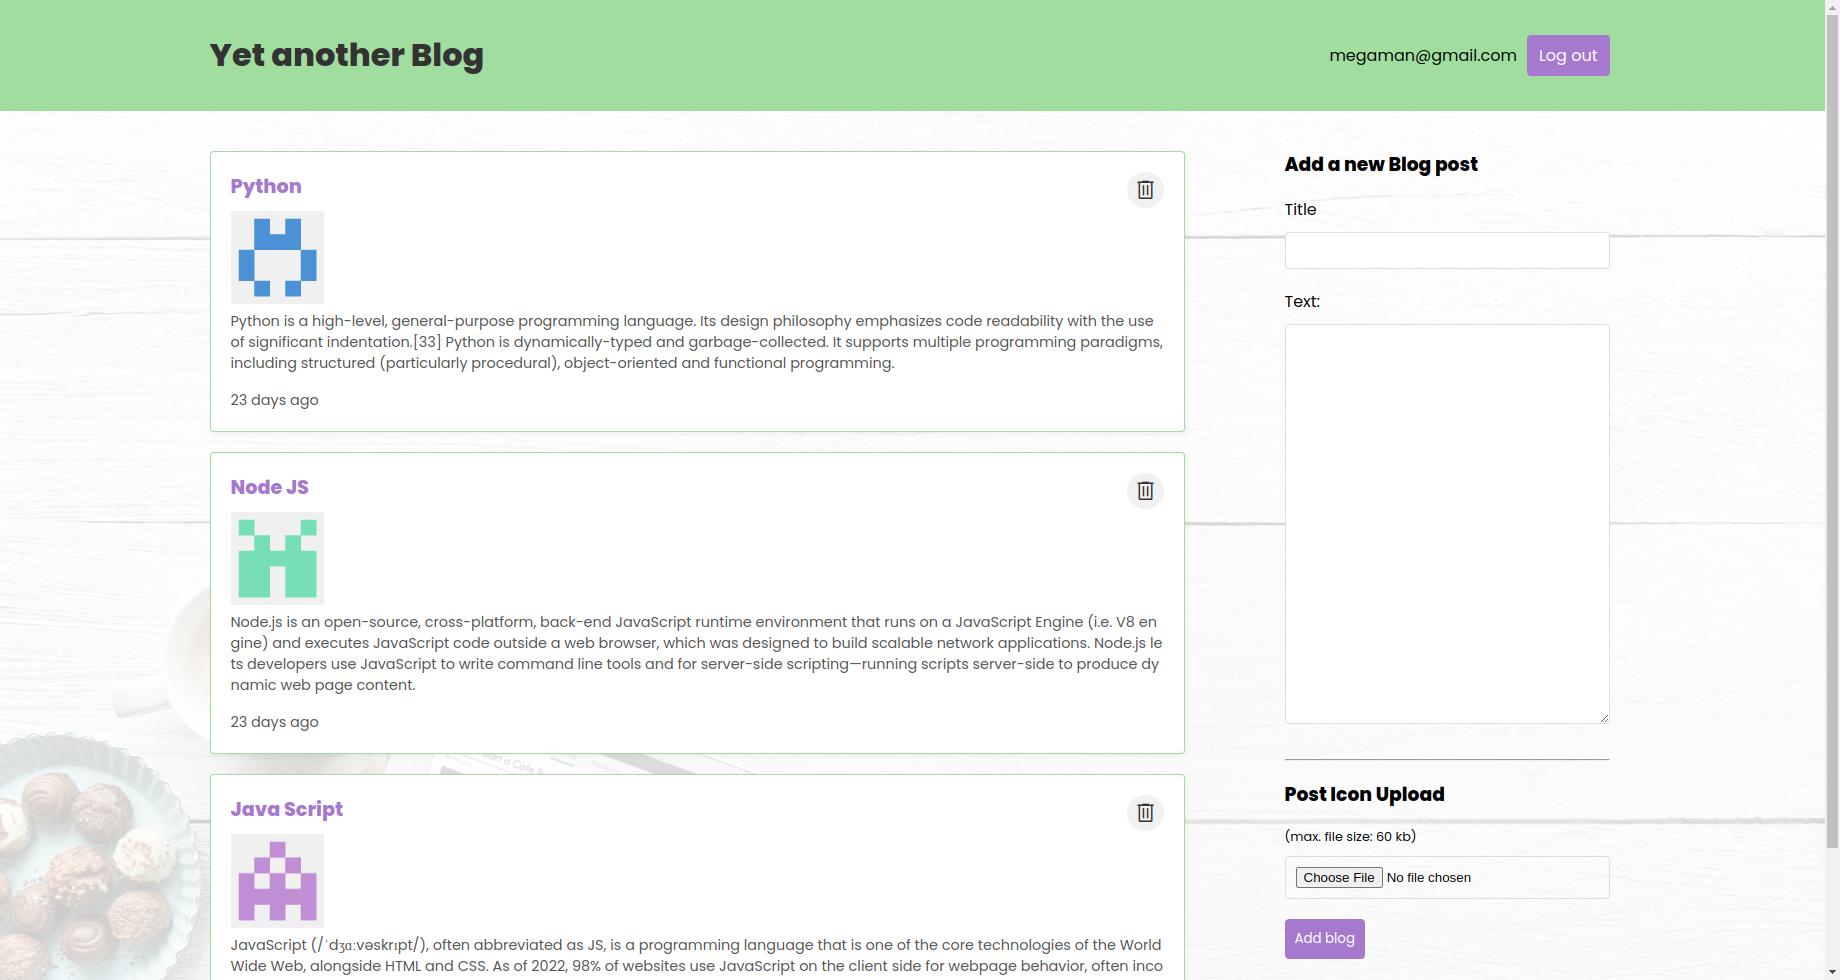 Yet another Blog
megaman@gmail.com
Log out
Python
Python is a high-level, general-purpose programming language. Its design philosophy emphasizes code readability with the use
of significant indentation.[33] Python is dynamically-typed and garbage-collected. It supports multiple programming paradigms,
including structured (particularly procedural), object-oriented and functional programming.
23 days ago
Node JS
Node.js is an open-source, cross-platform, back-end JavaScript runtime environment that runs on a JavaScript Engine (i.e. V8 en
gine) and executes JavaScript code outside a web browser, which was designed to build scalable network applications. Node.js le
ts developers use JavaScript to write command line tools and for server-side scripting—running scripts server-side to produce dy
namic web page content.
23 days ago
Java Script
JavaScript (/ˈdʒɑːvəskrɪpt/), often abbreviated as JS, is a programming language that is one of the core technologies of the World
Wide Web, alongside HTML and CSS. As of 2022, 98% of websites use JavaScript on the client side for webpage behavior, often inco
Add a new Blog post
Title
Text:
Post Icon Upload
(max. file size: 60 kb)
Choose File No file chosen
Add blog